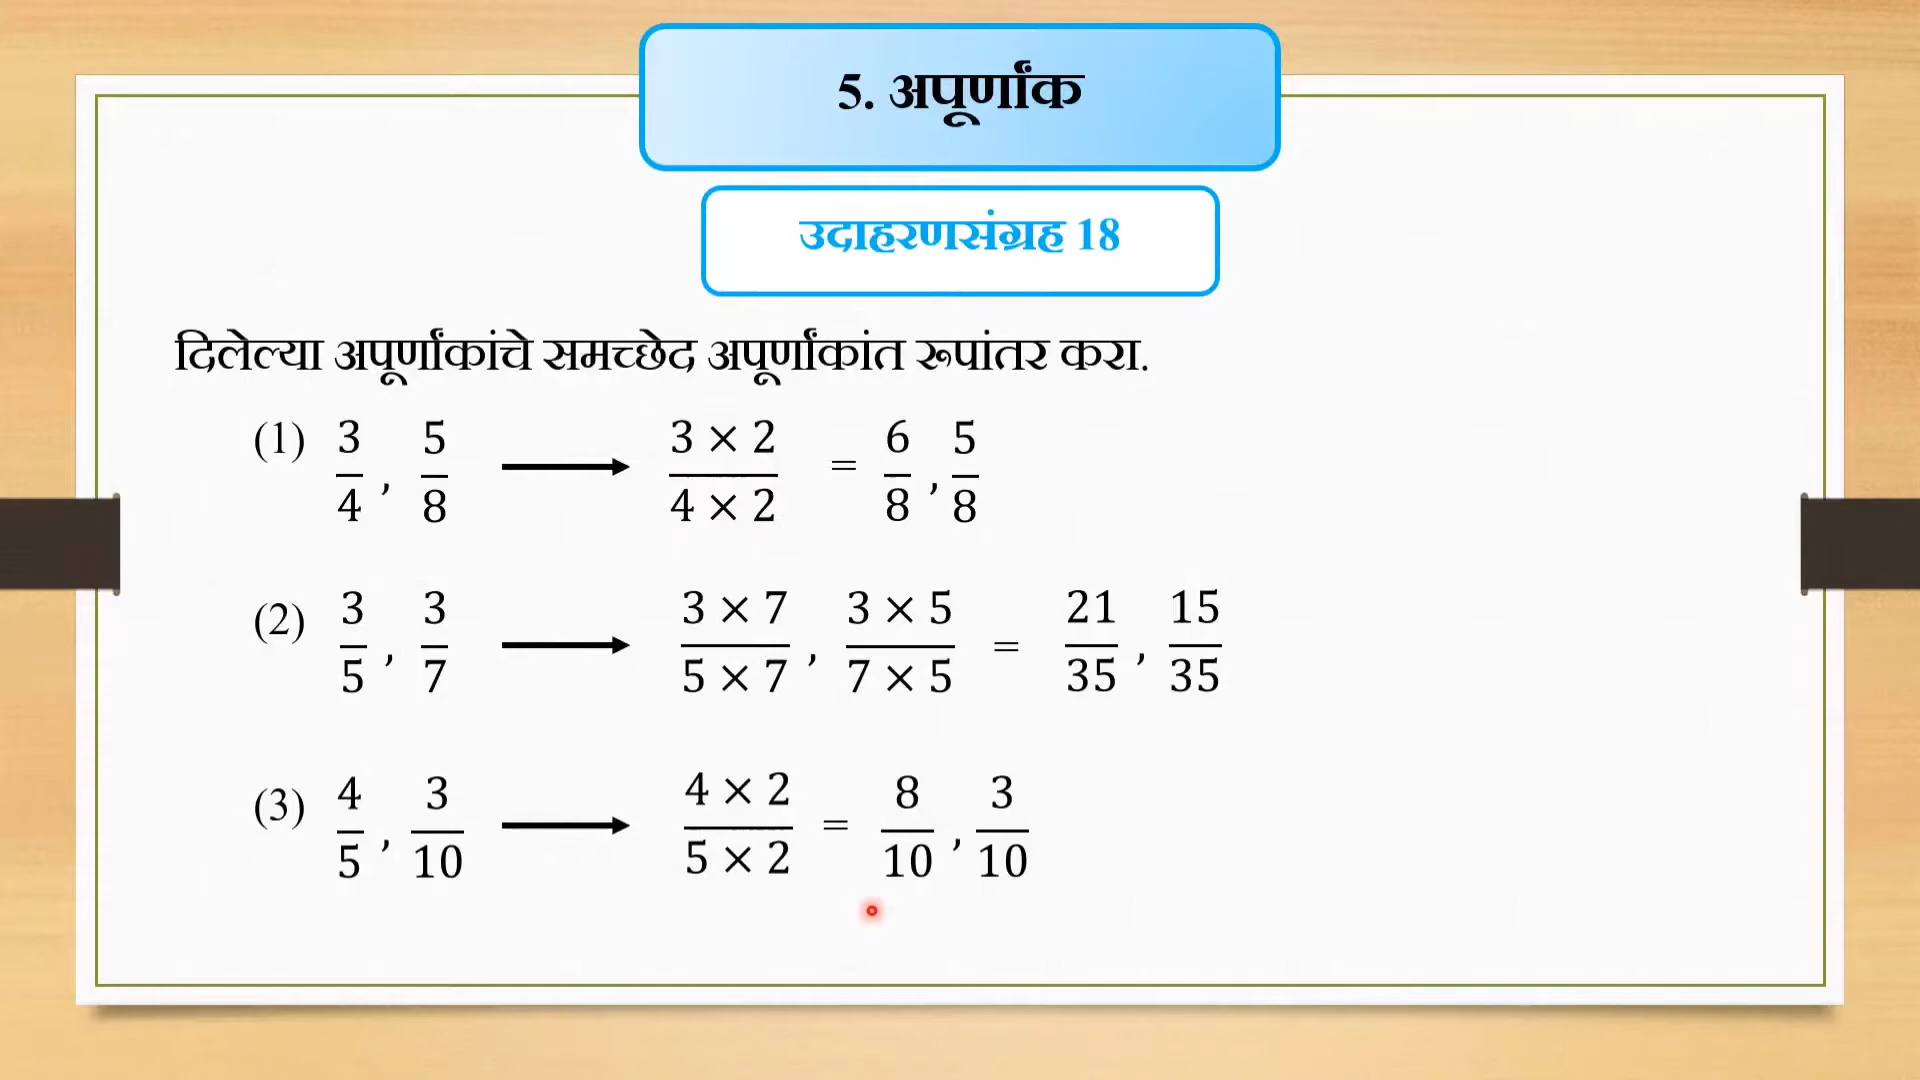 5. अपूर्णांक
उदाहरणसंग्रह 18
दिलेल्या अपूर्णांकांचे समच्छेद अपूर्णांकांत रूपांतर करा.
(1) 3/4 , 5/8 ⟶ 3 × 2 / 4 × 2 = 6/8 , 5/8
(2) 3/5 , 3/7 ⟶ 3 × 7 / 5 × 7 , 3 × 5 / 7 × 5 = 21/35 , 15/35
(3) 4/5 , 3/10 ⟶ 4 × 2 / 5 × 2 = 8/10 , 3/10